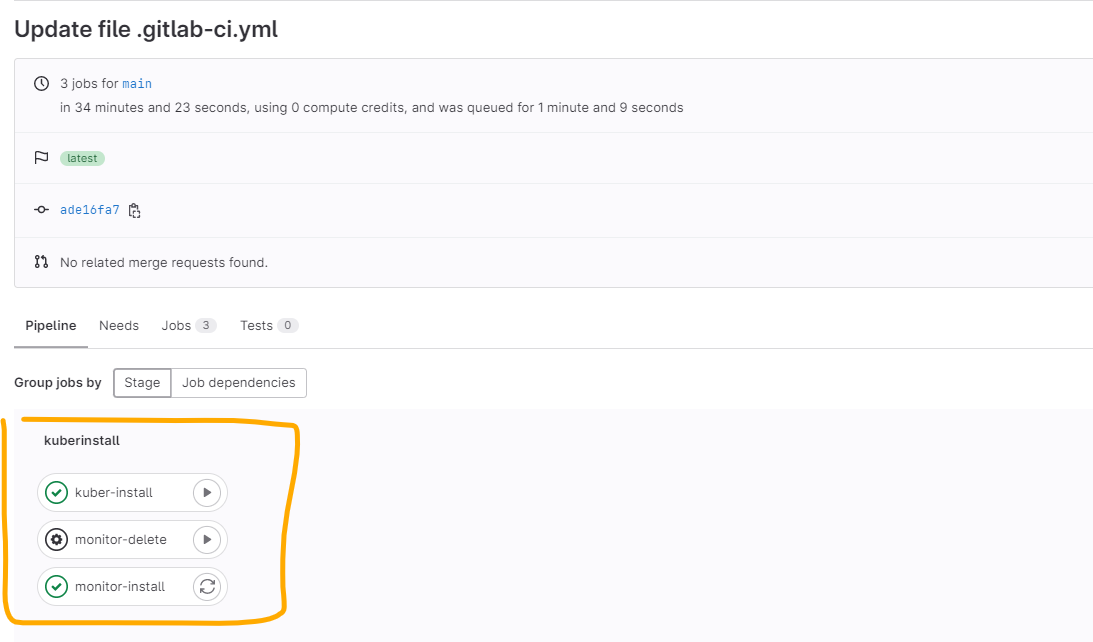 Update file .gitlab-ci.yml
3 jobs for main
in 34 minutes and 23 seconds, using 0 compute credits, and was queued for 1 minute and 9 seconds
latest
ade16fa7
No related merge requests found.
Pipeline Needs Jobs 3 Tests 0
Group jobs by Stage Job dependencies
kuberinstall
kuber-install
monitor-delete
monitor-install